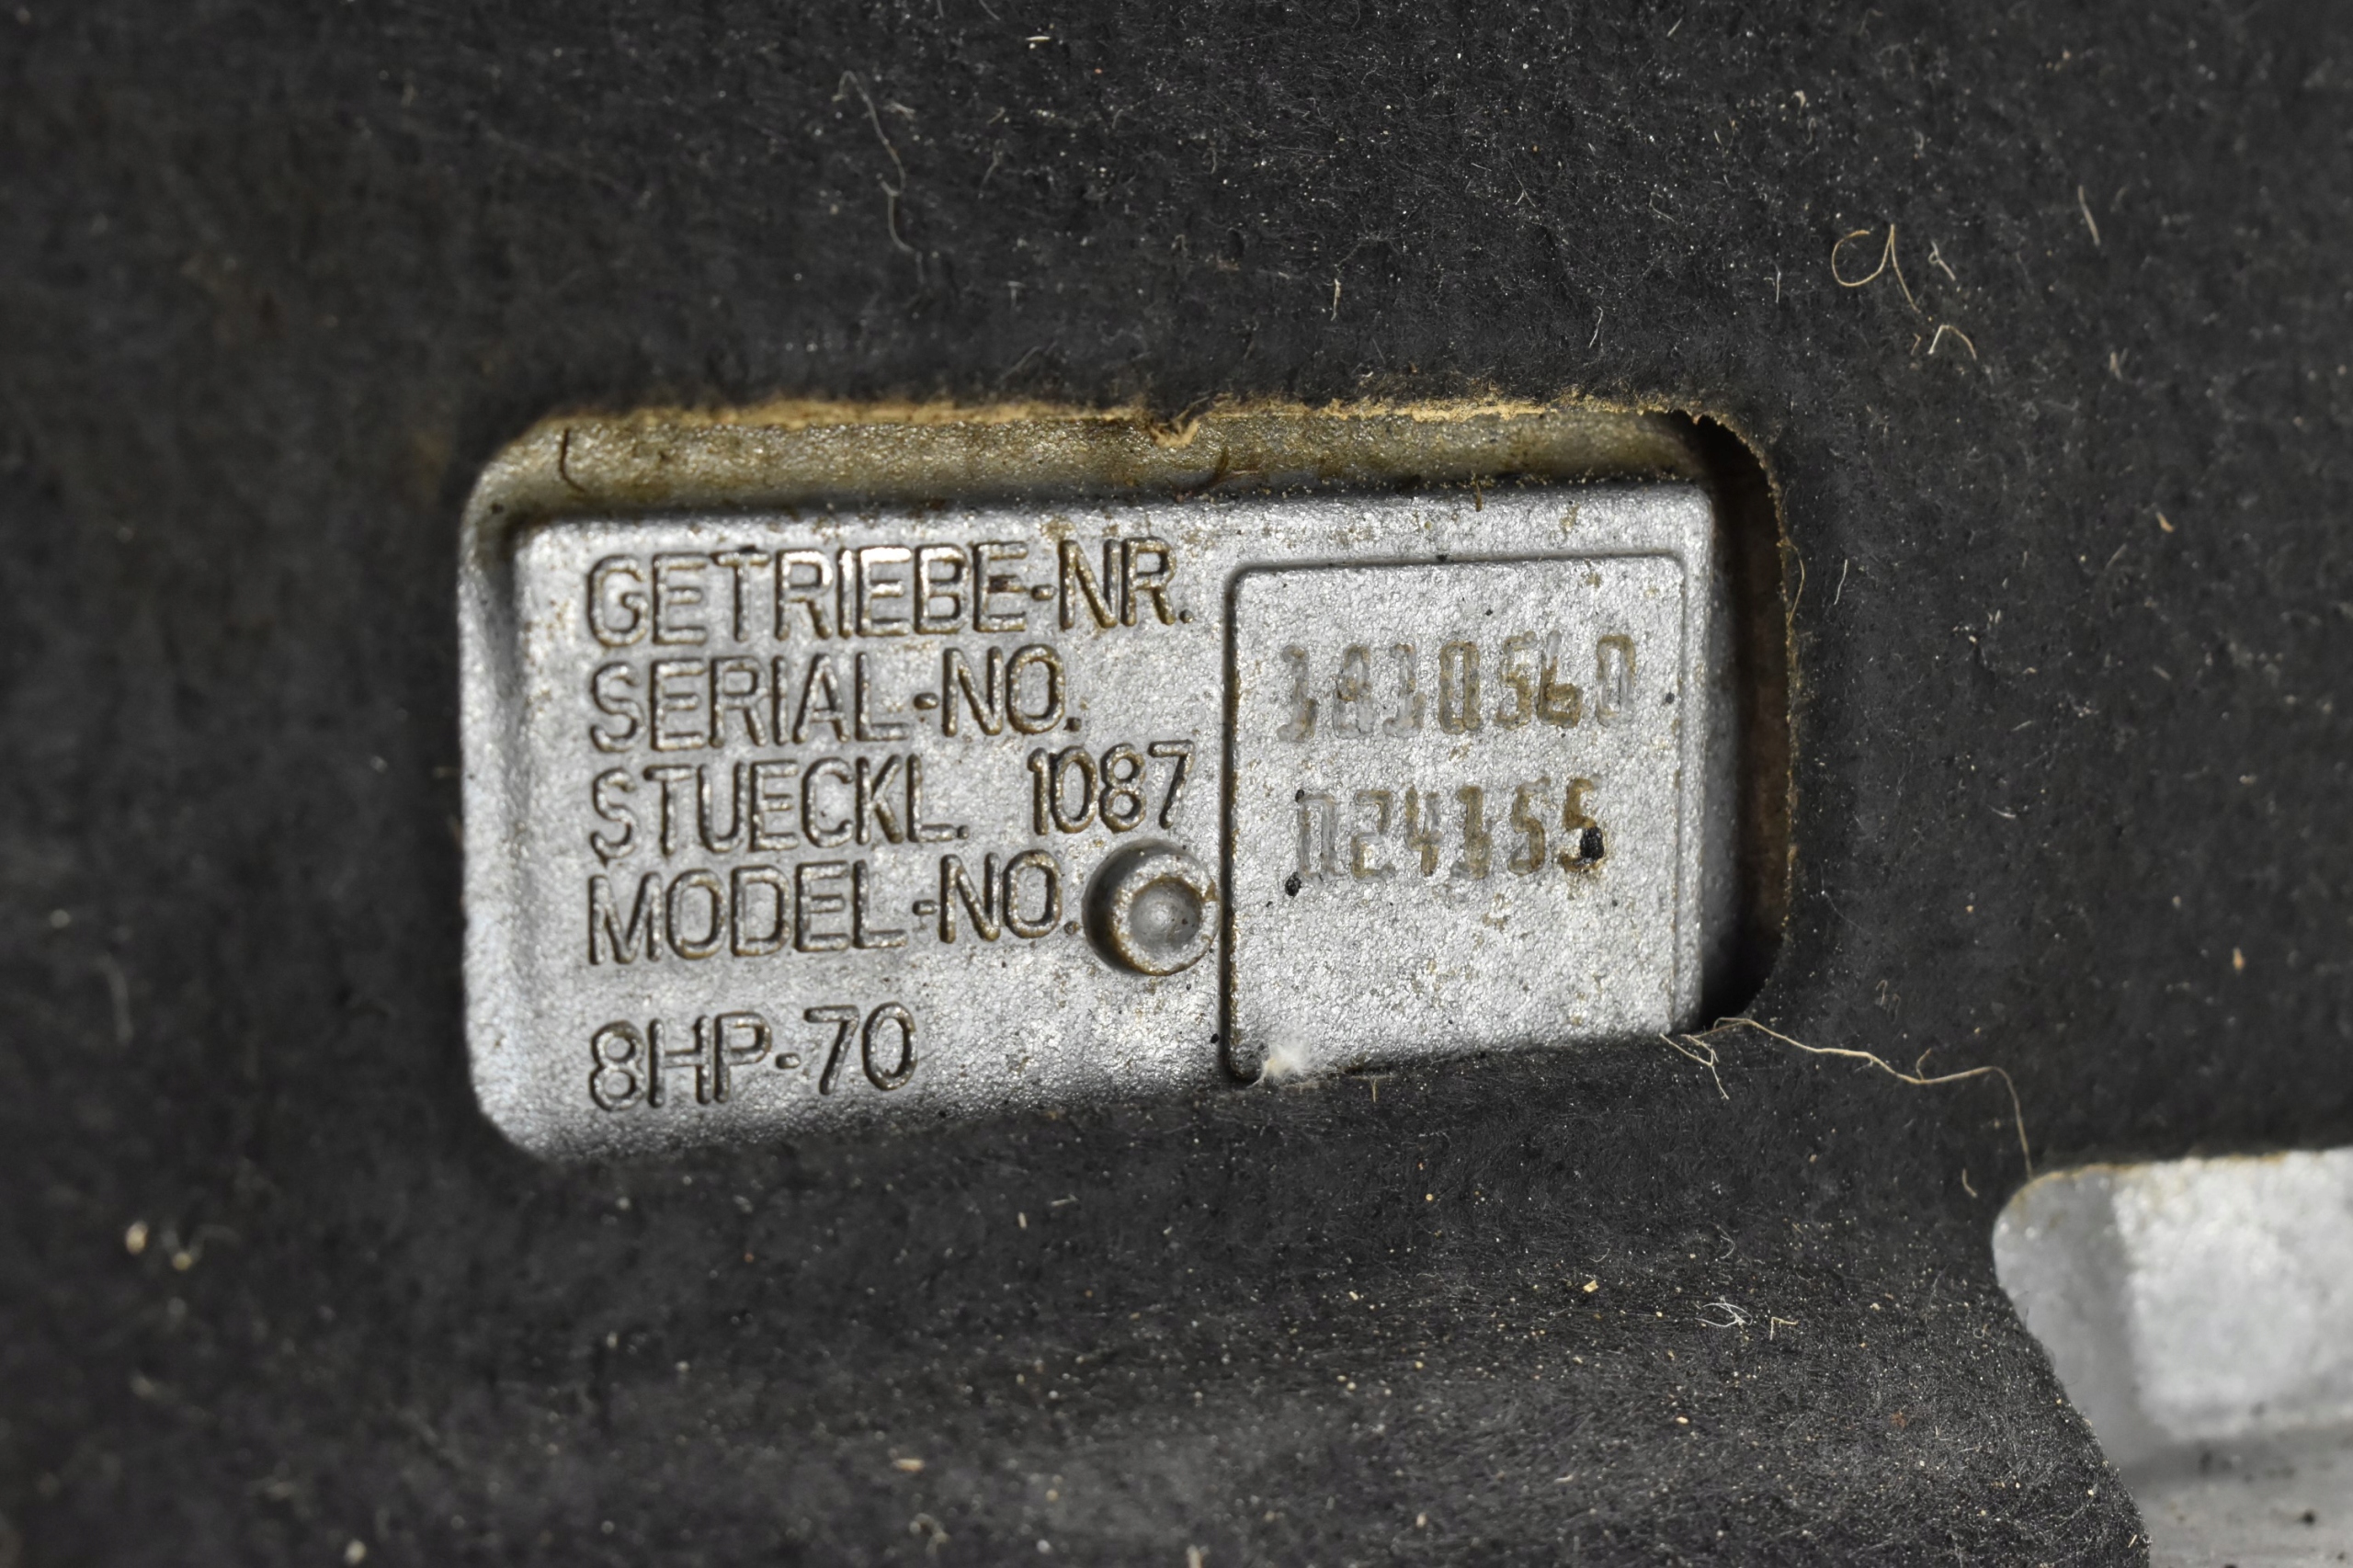 GETRIEBE-NR.
SERIAL-NO.
STUECKL. 1087
MODEL-NO.
8HP-70